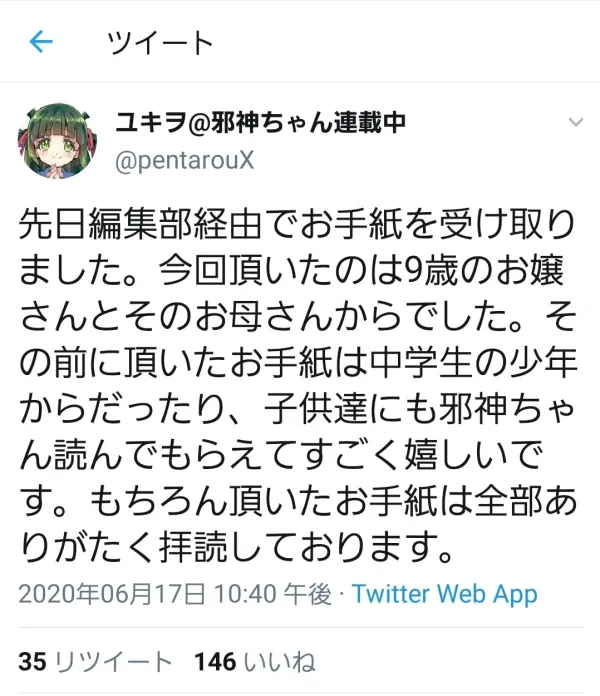 ツイート
ユキヲ@邪神ちゃん連載中
@pentarouX
先日編集部経由でお手紙を受け取り
ました。今回頂いたのは9歳のお嬢
さんとそのお母さんからでした。そ
の前に頂いたお手紙は中学生の少年
からだったり、子供達にも邪神ちゃ
ん読んでもらえてすごく嬉しいで
す。もちろん頂いたお手紙は全部あ
りがたく拝読しております。
2020年06月17日 10:40 午後 · Twitter Web App
35 リツイート 146 いいね